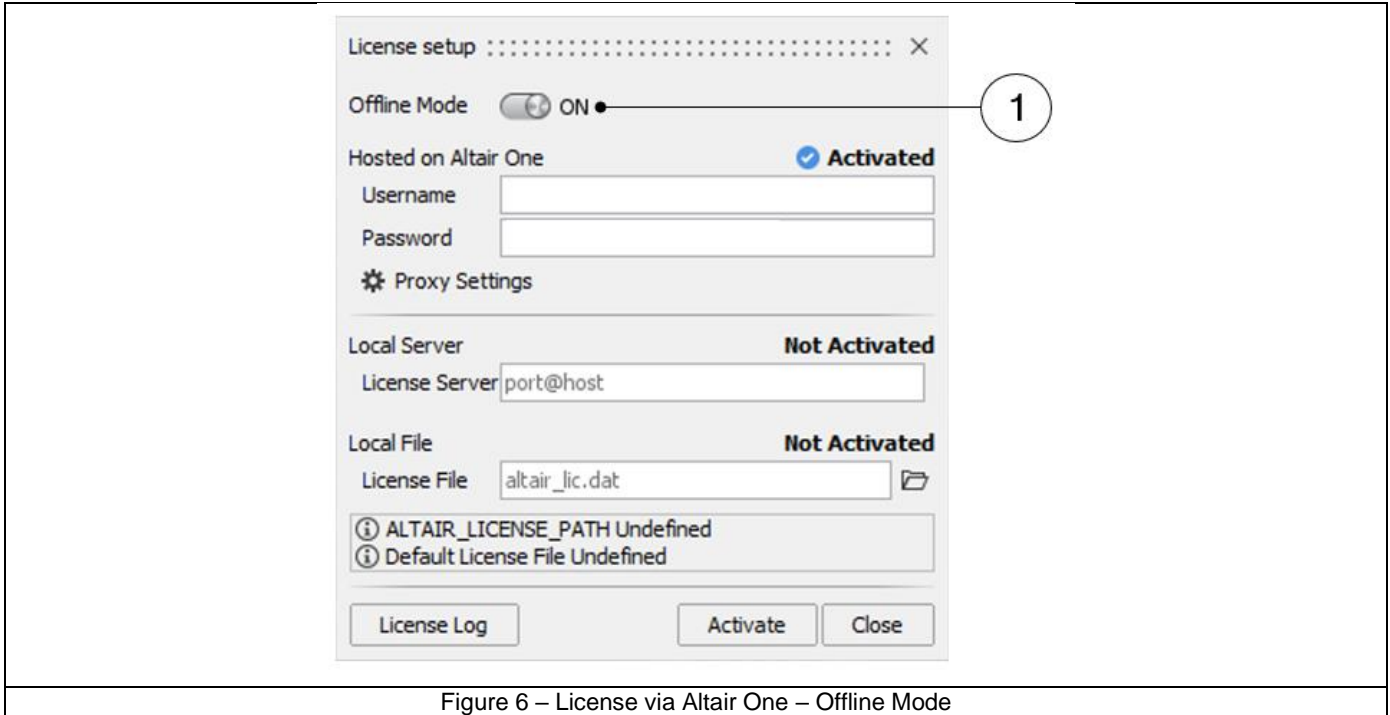 License setup
Offline Mode ON 1
Hosted on Altair One Activated
Username
Password
Proxy Settings
Local Server Not Activated
License Server port@host
Local File Not Activated
License File altair_lic.dat
ALTAIR_LICENSE_PATH Undefined
Default License File Undefined
License Log Activate Close
Figure 6 – License via Altair One – Offline Mode